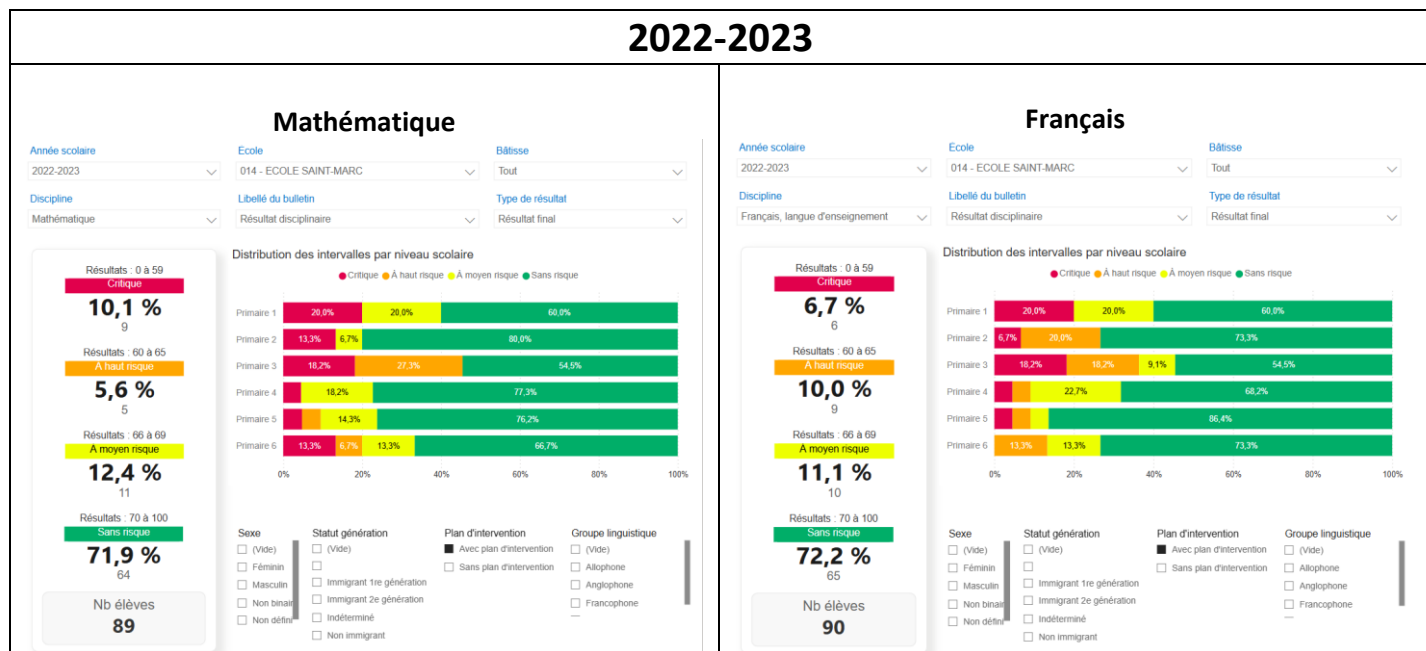 2022-2023
Mathématique
Année scolaire
Ecole
Bâtisse
2022-2023
014 - ECOLE SAINT-MARC
Tout
Discipline
Libellé du bulletin
Type de résultat
Mathématique
Résultat disciplinaire
Résultat final
Résultats : 0 à 59
Critique
10,1 %
9
Résultats : 60 à 65
À haut risque
5,6 %
5
Résultats : 66 à 69
À moyen risque
12,4 %
11
Résultats : 70 à 100
Sans risque
71,9 %
64
Nb élèves
89
Distribution des intervalles par niveau scolaire
Critique À haut risque À moyen risque Sans risque
Primaire 1 20,0% 20,0% 60,0%
Primaire 2 13,3% 6,7% 80,0%
Primaire 3 18,2% 27,3% 54,5%
Primaire 4 18,2% 77,3%
Primaire 5 14,3% 76,2%
Primaire 6 13,3% 6,7% 13,3% 66,7%
0% 20% 40% 60% 80% 100%
Sexe
(Vide)
Féminin
Masculin
Non binair
Non défini
Statut génération
(Vide)
Immigrant 1re génération
Immigrant 2e génération
Indéterminé
Non immigrant
Plan d'intervention
Avec plan d'intervention
Sans plan d'intervention
Groupe linguistique
(Vide)
Allophone
Anglophone
Francophone
Français
Année scolaire
Ecole
Bâtisse
2022-2023
014 - ECOLE SAINT-MARC
Tout
Discipline
Libellé du bulletin
Type de résultat
Français, langue d'enseignement
Résultat disciplinaire
Résultat final
Résultats : 0 à 59
Critique
6,7 %
6
Résultats : 60 à 65
À haut risque
10,0 %
9
Résultats : 66 à 69
À moyen risque
11,1 %
10
Résultats : 70 à 100
Sans risque
72,2 %
65
Nb élèves
90
Distribution des intervalles par niveau scolaire
Critique À haut risque À moyen risque Sans risque
Primaire 1 20,0% 20,0% 60,0%
Primaire 2 6,7% 20,0% 73,3%
Primaire 3 18,2% 18,2% 9,1% 54,5%
Primaire 4 22,7% 68,2%
Primaire 5 86,4%
Primaire 6 13,3% 13,3% 73,3%
0% 20% 40% 60% 80% 100%
Sexe
(Vide)
Féminin
Masculin
Non binair
Non défini
Statut génération
(Vide)
Immigrant 1re génération
Immigrant 2e génération
Indéterminé
Non immigrant
Plan d'intervention
Avec plan d'intervention
Sans plan d'intervention
Groupe linguistique
(Vide)
Allophone
Anglophone
Francophone